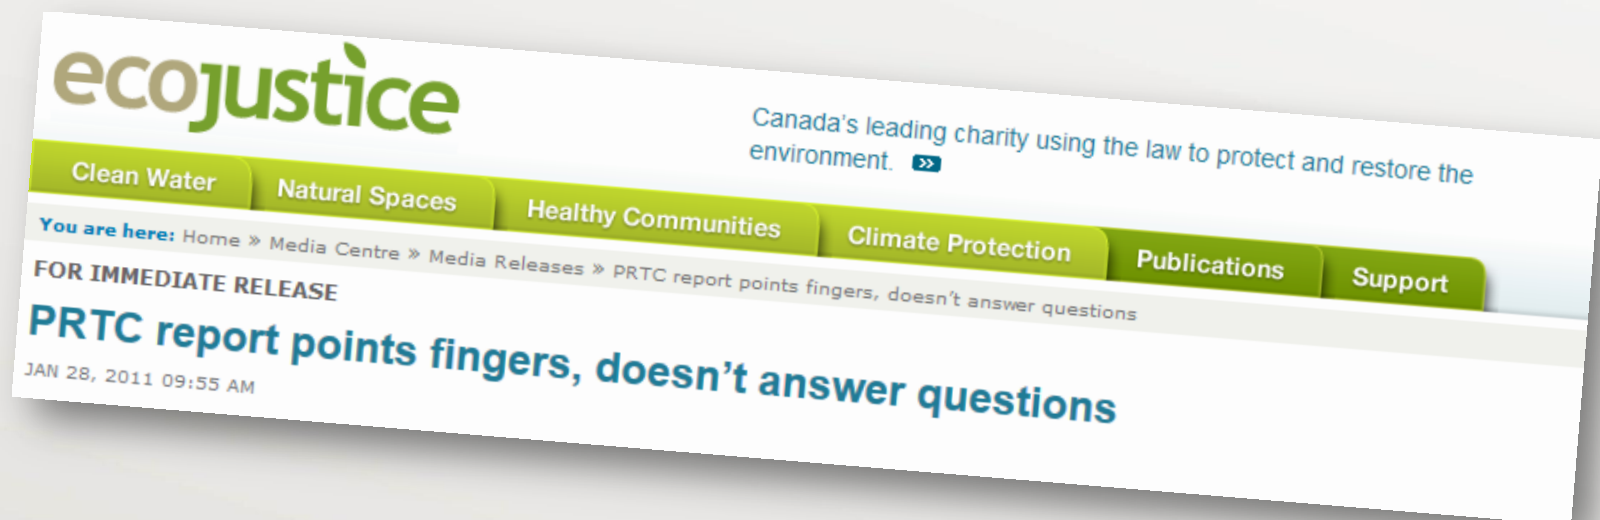 ecojustice
Canada's leading charity using the law to protect and restore the
environment. »
Clean Water Natural Spaces Healthy Communities Climate Protection Publications Support
You are here: Home » Media Centre » Media Releases » PRTC report points fingers, doesn't answer questions
FOR IMMEDIATE RELEASE
PRTC report points fingers, doesn't answer questions
JAN 28, 2011 09:55 AM